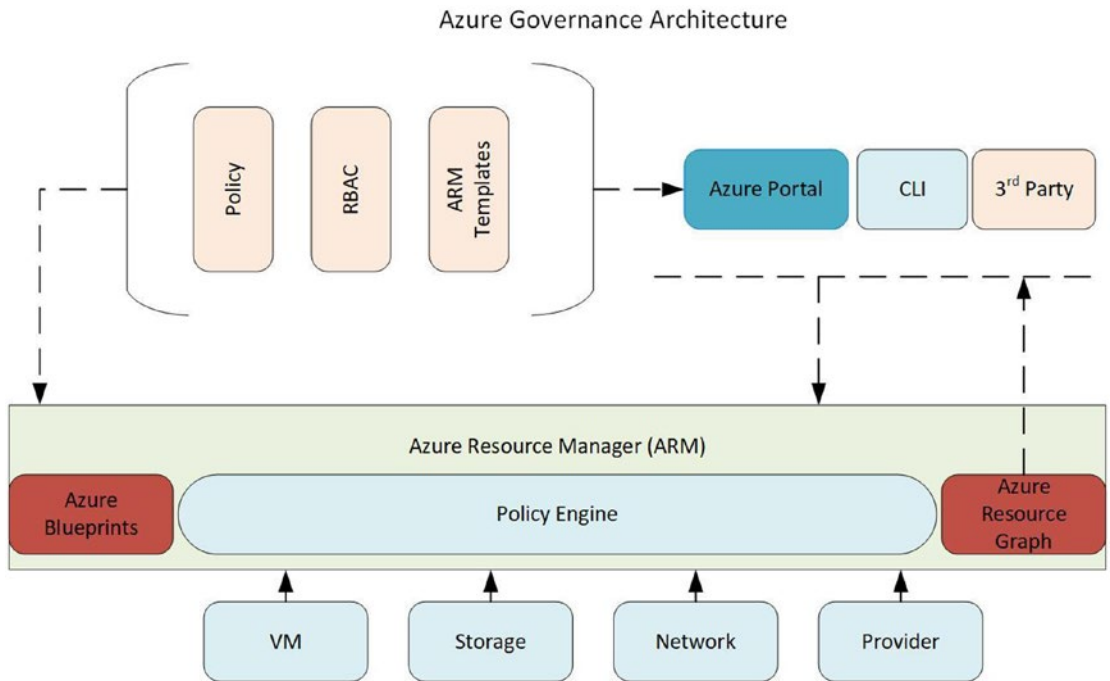 Azure Governance Architecture
Policy
RBAC
ARM
Templates
Azure Portal
CLI
3rd Party
Azure Resource Manager (ARM)
Azure
Blueprints
Policy Engine
Azure
Resource
Graph
VM
Storage
Network
Provider